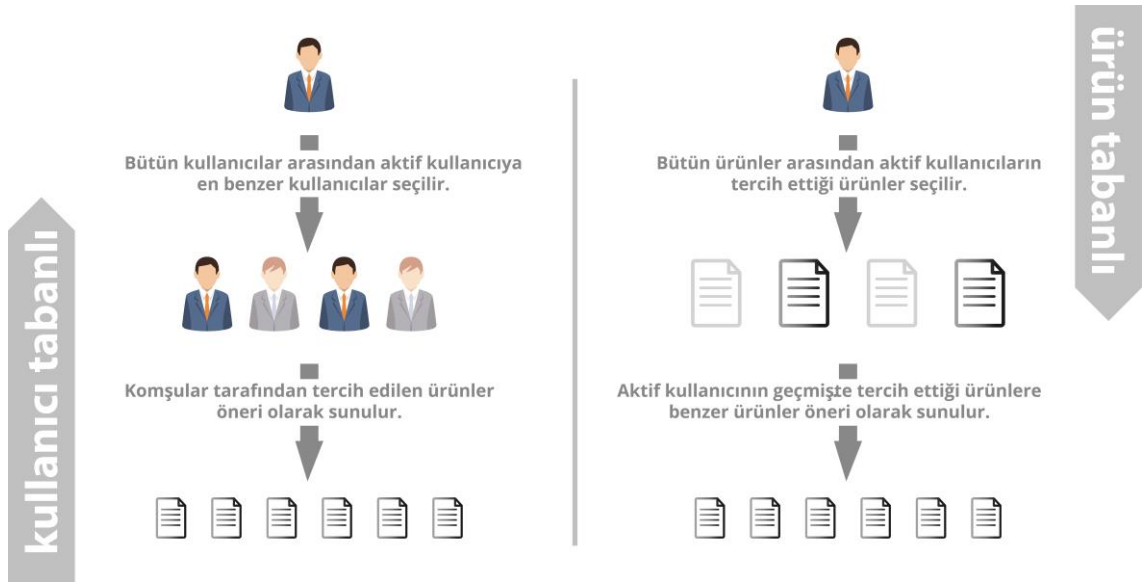 kullanıcı tabanlı
Bütün kullanıcılar arasından aktif kullanıcıya
en benzer kullanıcılar seçilir.
Komşular tarafından tercih edilen ürünler
öneri olarak sunulur.
ürün tabanlı
Bütün ürünler arasından aktif kullanıcıların
tercih ettiği ürünler seçilir.
Aktif kullanıcının geçmişte tercih ettiği ürünlere
benzer ürünler öneri olarak sunulur.